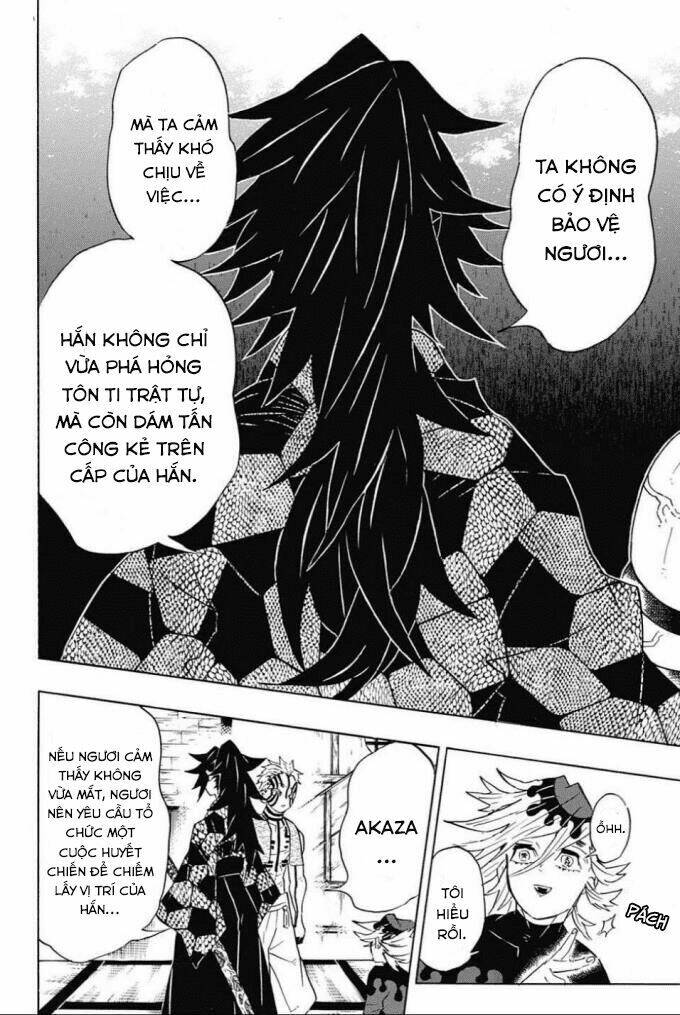 TA KHÔNG
CÓ Ý ĐỊNH
BẢO VỆ
NGƯƠI...
MÀ TA CẢM
THẤY KHÓ
CHỊU VỀ
VIỆC...
HẮN KHÔNG CHỈ
VỪA PHÁ HỎNG
TÔN TI TRẬT TỰ,
MÀ CÒN DÁM TẤN
CÔNG KẺ TRÊN
CẤP CỦA HẮN.
ỒHH.
TÔI
HIỂU
RỒI.
PÁCH
AKAZA
...
NẾU NGƯƠI CẢM
THẤY KHÔNG
VỪA MẮT, NGƯƠI
NÊN YÊU CẦU TỔ
CHỨC MỘT
CUỘC HUYẾT
CHIẾN ĐỂ CHIẾM
LẤY VỊ TRÍ CỦA
HẮN...